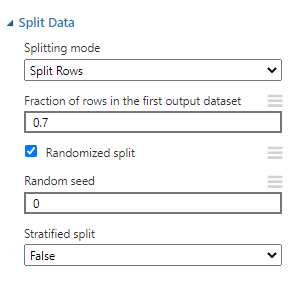 Split Data
Splitting mode
Split Rows
Fraction of rows in the first output dataset
0.7
Randomized split
Random seed
0
Stratified split
False